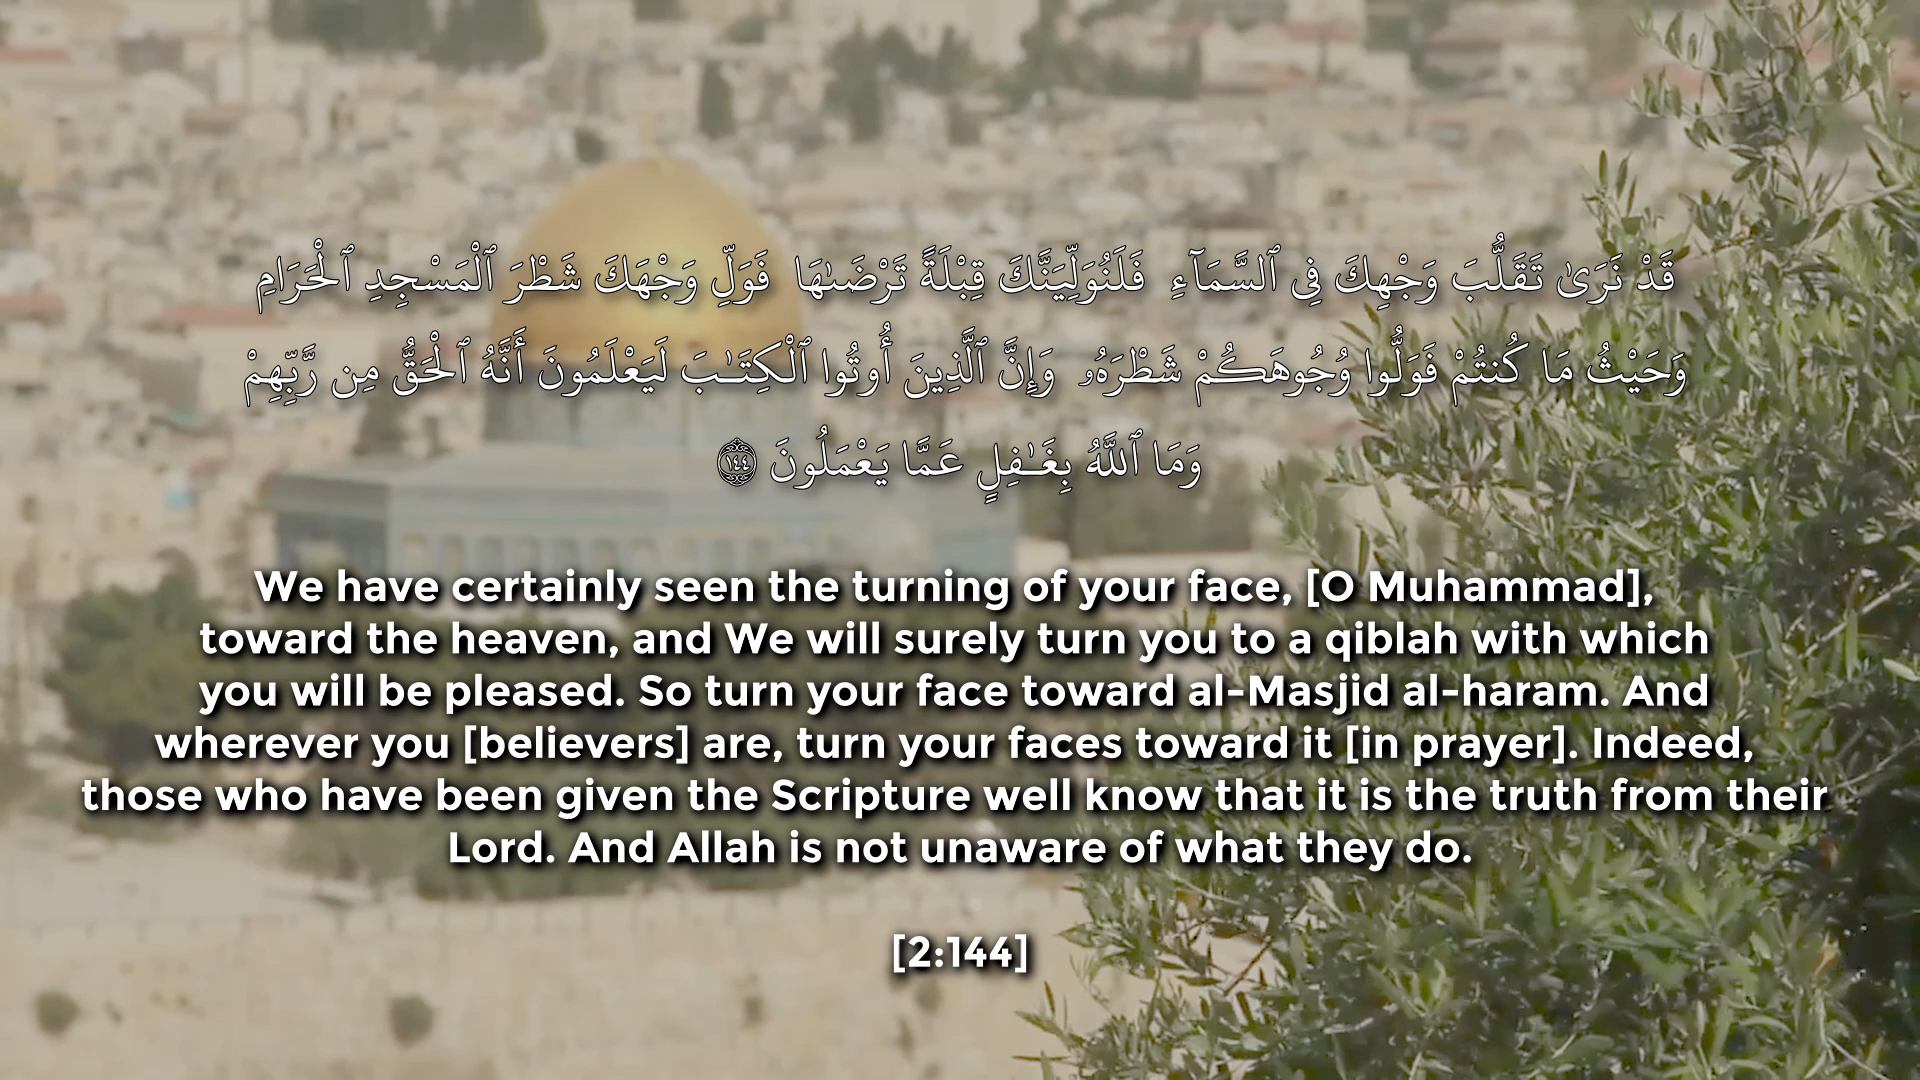 قَدْ نَرَىٰ تَقَلُّبَ وَجْهِكَ فِى ٱلسَّمَآءِ فَلَنُوَلِّيَنَّكَ قِبْلَةً تَرْضَىٰهَا فَوَلِّ وَجْهَكَ شَطْرَ ٱلْمَسْجِدِ ٱلْحَرَامِ
وَحَيْثُ مَا كُنتُمْ فَوَلُّوا وُجُوهَكُمْ شَطْرَهُۥ وَإِنَّ ٱلَّذِينَ أُوتُوا ٱلْكِتَـٰبَ لَيَعْلَمُونَ أَنَّهُ ٱلْحَقُّ مِن رَّبِّهِمْ
وَمَا ٱللَّهُ بِغَـٰفِلٍ عَمَّا يَعْمَلُونَ ١٤٤
We have certainly seen the turning of your face, [O Muhammad],
toward the heaven, and We will surely turn you to a qiblah with which
you will be pleased. So turn your face toward al-Masjid al-haram. And
wherever you [believers] are, turn your faces toward it [in prayer]. Indeed,
those who have been given the Scripture well know that it is the truth from their
Lord. And Allah is not unaware of what they do.
[2:144]